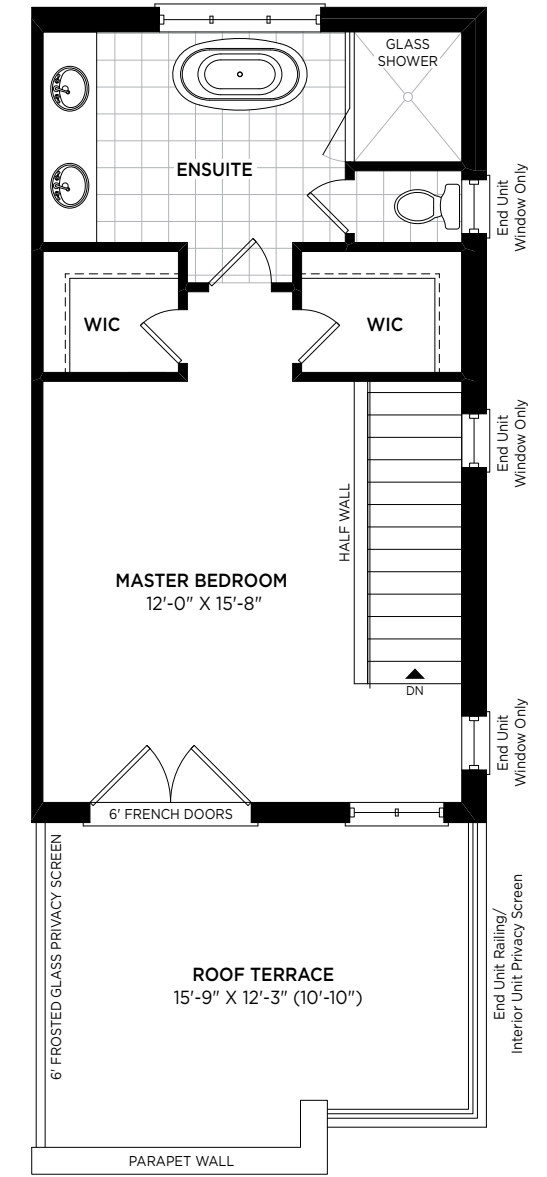 GLASS
SHOWER
ENSUITE
End Unit
Window Only
WIC
WIC
End Unit
Window Only
HALF WALL
MASTER BEDROOM
12'-0" X 15'-8"
DN
End Unit
Window Only
6' FRENCH DOORS
6' FROSTED GLASS PRIVACY SCREEN
End Unit Railing/
Interior Unit Privacy Screen
ROOF TERRACE
15'-9" X 12'-3" (10'-10")
PARAPET WALL